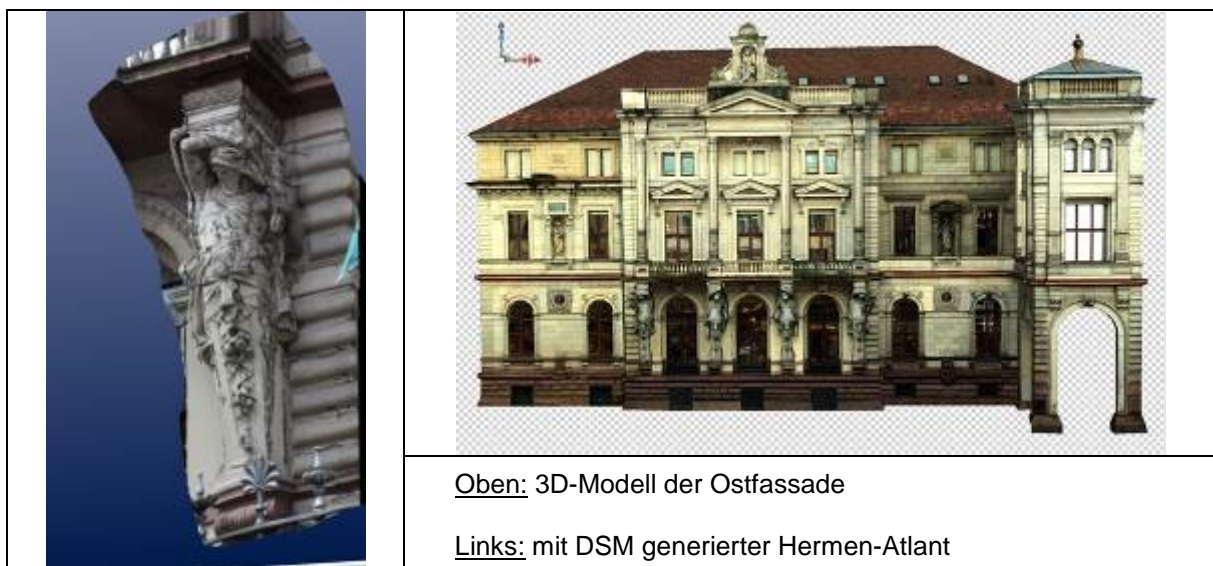 Oben: 3D-Modell der Ostfassade
Links: mit DSM generierter Hermen-Atlant